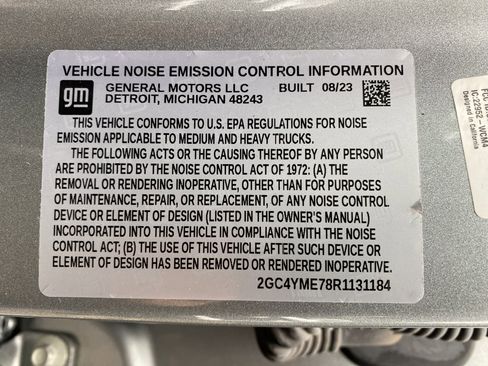 VEHICLE NOISE EMISSION CONTROL INFORMATION
gm
GENERAL MOTORS LLC BUILT 08/23
DETROIT, MICHIGAN 48243
THIS VEHICLE CONFORMS TO U.S. EPA REGULATIONS FOR NOISE
EMISSION APPLICABLE TO MEDIUM AND HEAVY TRUCKS.
THE FOLLOWING ACTS OR THE CAUSING THEREOF BY ANY PERSON
ARE PROHIBITED BY THE NOISE CONTROL ACT OF 1972: (A) THE
REMOVAL OR RENDERING INOPERATIVE, OTHER THAN FOR PURPOSES
OF MAINTENANCE, REPAIR, OR REPLACEMENT, OF ANY NOISE CONTROL
DEVICE OR ELEMENT OF DESIGN (LISTED IN THE OWNER'S MANUAL)
INCORPORATED INTO THIS VEHICLE IN COMPLIANCE WITH THE NOISE
CONTROL ACT; (B) THE USE OF THIS VEHICLE AFTER SUCH DEVICE OR
ELEMENT OF DESIGN HAS BEEN REMOVED OR RENDERED INOPERATIVE.
2GC4YME78R1131184
Designed in California